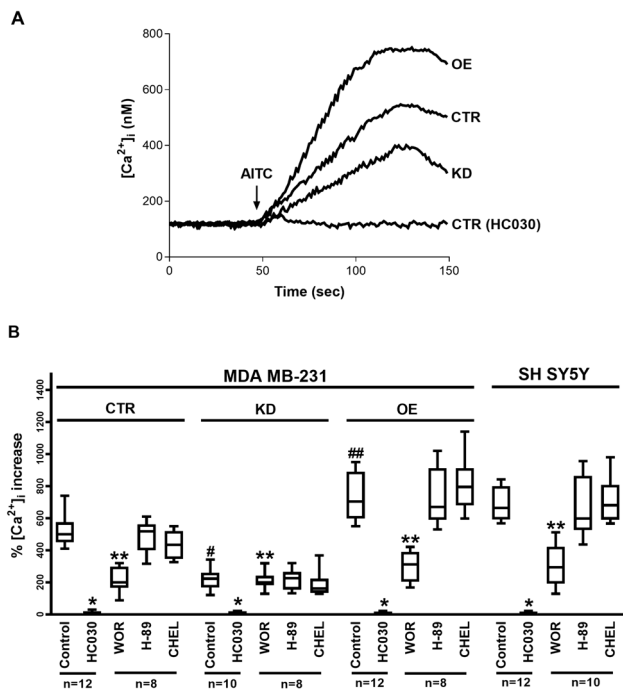 A
800
600
400
200
0
[Ca2+]i (nM)
AITC
OE
CTR
KD
CTR (HC030)
0 50 100 150
Time (sec)
B
MDA MB-231 SH SY5Y
CTR KD OE
1400
1200
1000
800
600
400
200
0
% [Ca2+]i increase
* ** # * ** ## * ** * **
Control HC030 WOR H-89 CHEL Control HC030 WOR H-89 CHEL Control HC030 WOR H-89 CHEL Control HC030 WOR H-89 CHEL
n=12 n=8 n=10 n=8 n=12 n=8 n=12 n=10